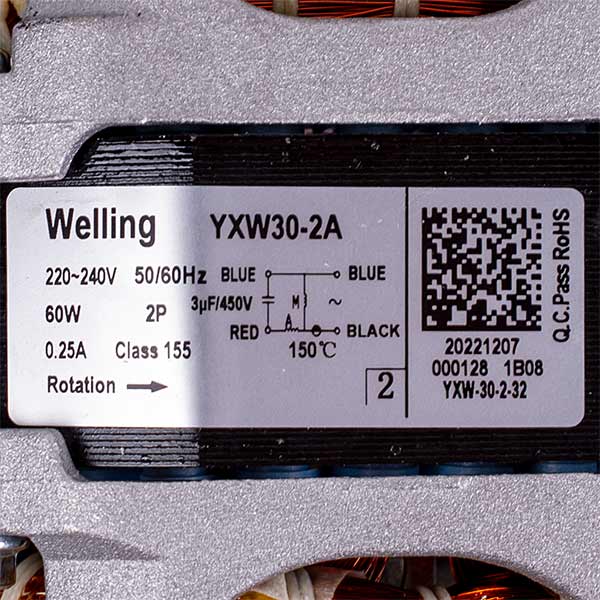 Welling YXW30-2A
220~240V 50/60Hz
60W 2P
0.25A Class 155
Rotation
BLUE BLUE
3μF/450V M ~
A
RED BLACK
150℃
2
Q.C.Pass RoHS
20221207
000128 1B08
YXW-30-2-32